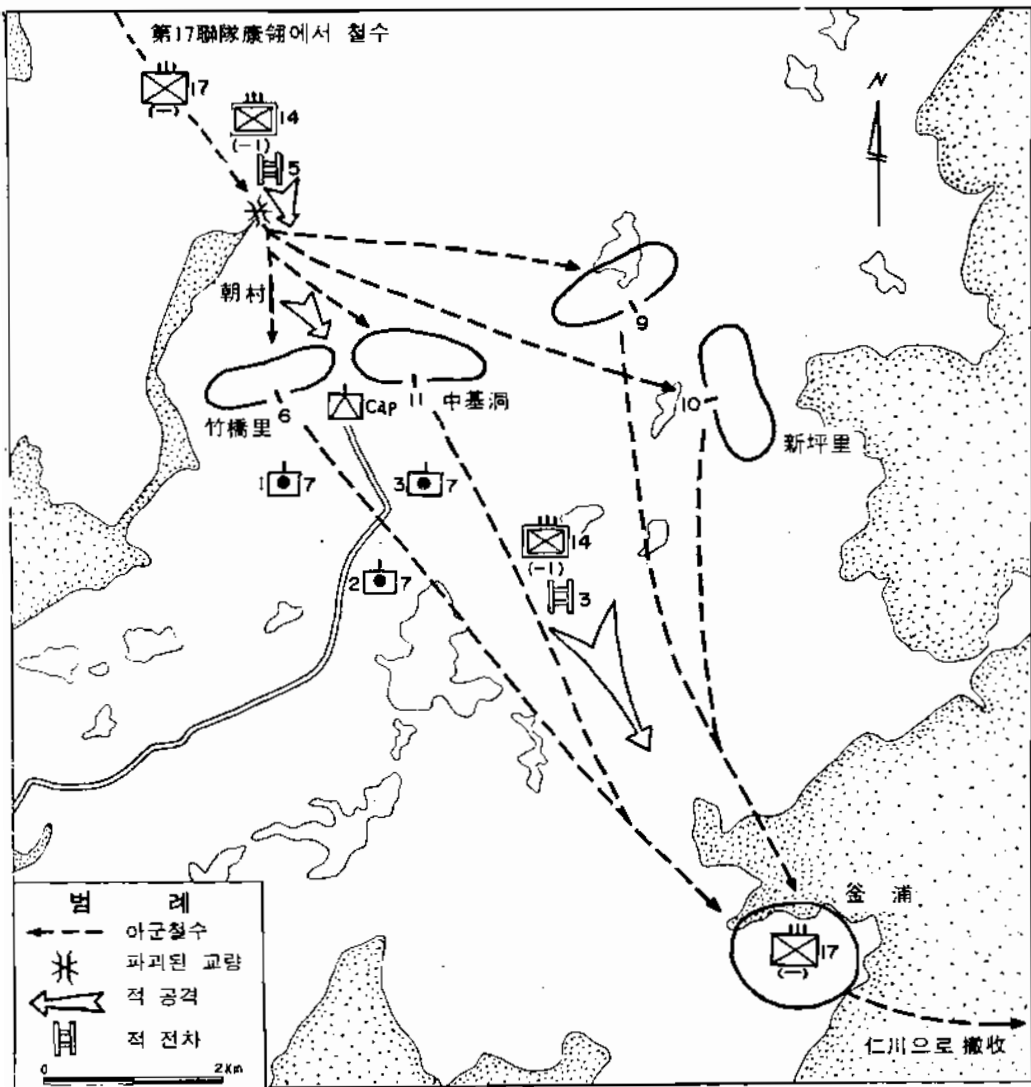 第17聯隊康翎에서 철수
17
(−)
14
(-1)
5
N
朝村
9
6
Cap
11
中基洞
竹橋里
10
新坪里
1 7
3 7
2 7
14
(-1)
3
釜浦
17
(−)
仁川으로 撤收
범 례
아군철수
파괴된 교량
적 공격
적 전차
0 2Km